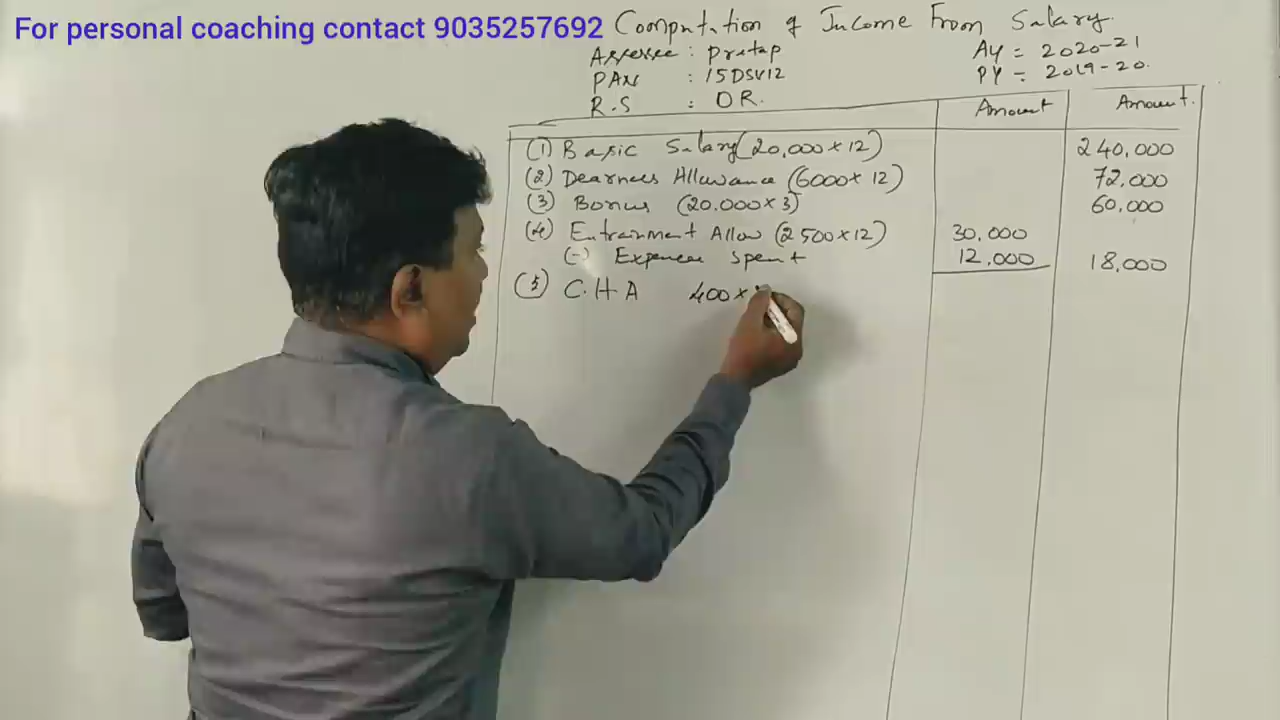 For personal coaching contact 9035257692
Computation of Income From Salary.
Assessee : Pratap
AY = 2020-21
PAN : 15DSV12
PY = 2019-20.
R.S : OR.
Amount Amount.
(1) Basic Salary (20,000 × 12) 240,000
(2) Dearness Allowance (6000 × 12) 72,000
(3) Bonus (20.000 × 3) 60,000
(4) Entrainment Allow (2500 × 12) 30,000
(-) Expenses Spent 12,000 18,000
(5) C.H.A 400 ×